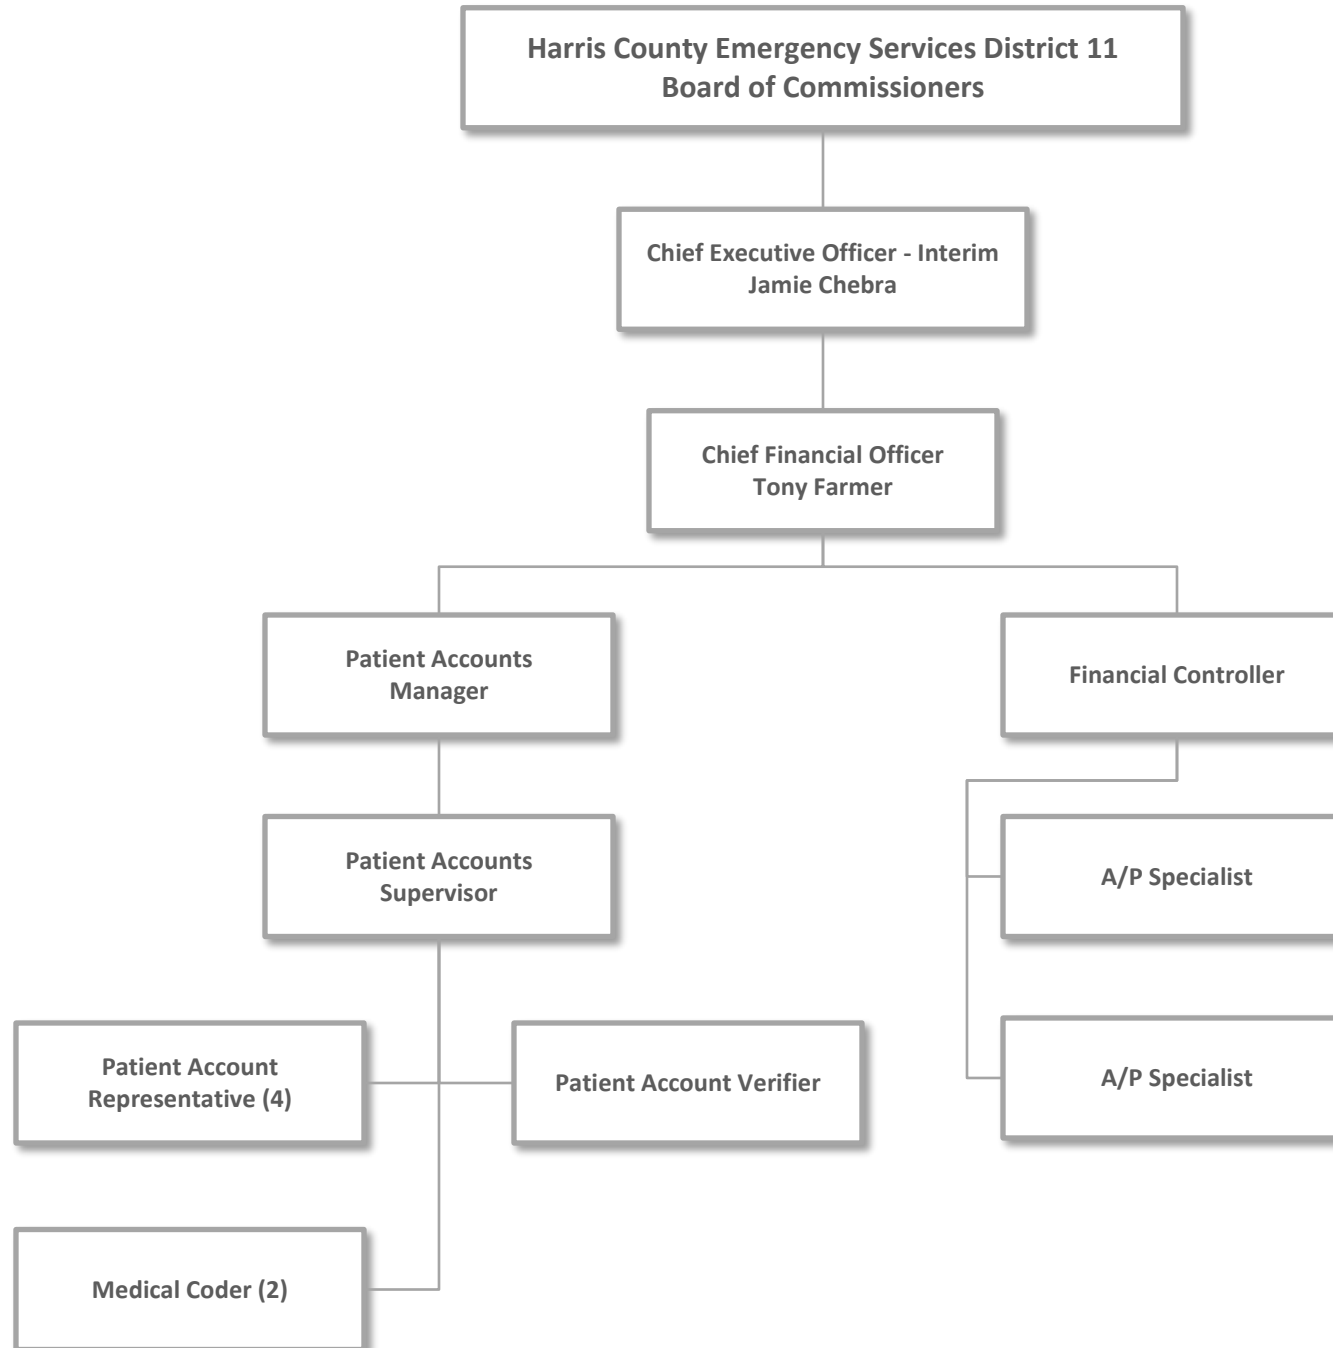 Harris County Emergency Services District 11
Board of Commissioners
Chief Executive Officer - Interim
Jamie Chebra
Chief Financial Officer
Tony Farmer
Patient Accounts
Manager
Financial Controller
Patient Accounts
Supervisor
A/P Specialist
Patient Account
Representative (4)
Patient Account Verifier
A/P Specialist
Medical Coder (2)